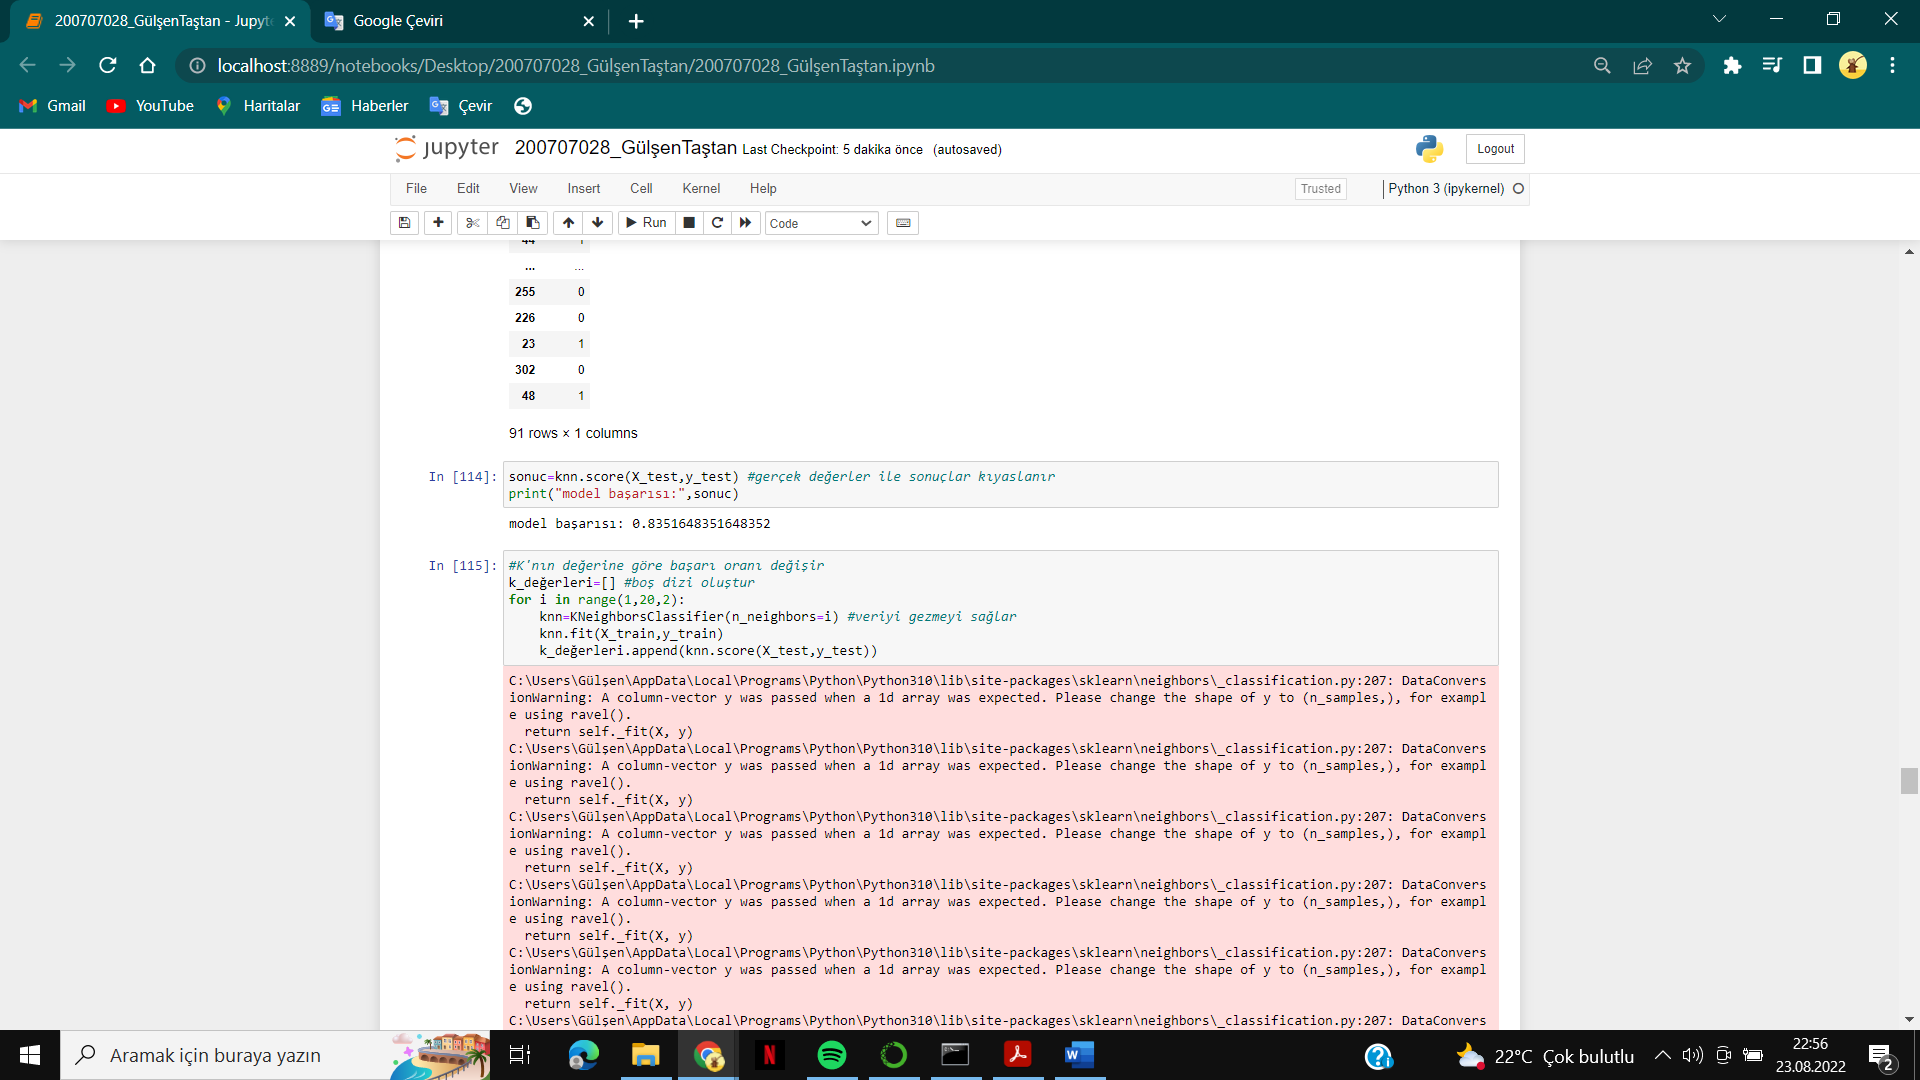 200707028_GülşenTaştan - Jupyt
Google Çeviri
localhost:8889/notebooks/Desktop/200707028_GülşenTaştan/200707028_GülşenTaştan.ipynb
Gmail
YouTube
Haritalar
Haberler
Çevir
jupyter
200707028_GülşenTaştan Last Checkpoint: 5 dakika önce (autosaved)
Logout
File Edit View Insert Cell Kernel Help
Trusted
Python 3 (ipykernel)
Run
Code
44 1
... ...
255 0
226 0
23 1
302 0
48 1
91 rows × 1 columns
In [114]: sonuc=knn.score(X_test,y_test) #gerçek değerler ile sonuçlar kıyaslanır
print("model başarısı:",sonuc)
model başarısı: 0.8351648351648352
In [115]: #K'nın değerine göre başarı oranı değişir
k_değerleri=[] #boş dizi oluştur
for i in range(1,20,2):
    knn=KNeighborsClassifier(n_neighbors=i) #veriyi gezmeyi sağlar
    knn.fit(X_train,y_train)
    k_değerleri.append(knn.score(X_test,y_test))
C:\Users\Gülşen\AppData\Local\Programs\Python\Python310\lib\site-packages\sklearn\neighbors\_classification.py:207: DataConvers
ionWarning: A column-vector y was passed when a 1d array was expected. Please change the shape of y to (n_samples,), for exampl
e using ravel().
  return self._fit(X, y)
C:\Users\Gülşen\AppData\Local\Programs\Python\Python310\lib\site-packages\sklearn\neighbors\_classification.py:207: DataConvers
ionWarning: A column-vector y was passed when a 1d array was expected. Please change the shape of y to (n_samples,), for exampl
e using ravel().
  return self._fit(X, y)
C:\Users\Gülşen\AppData\Local\Programs\Python\Python310\lib\site-packages\sklearn\neighbors\_classification.py:207: DataConvers
ionWarning: A column-vector y was passed when a 1d array was expected. Please change the shape of y to (n_samples,), for exampl
e using ravel().
  return self._fit(X, y)
C:\Users\Gülşen\AppData\Local\Programs\Python\Python310\lib\site-packages\sklearn\neighbors\_classification.py:207: DataConvers
ionWarning: A column-vector y was passed when a 1d array was expected. Please change the shape of y to (n_samples,), for exampl
e using ravel().
  return self._fit(X, y)
C:\Users\Gülşen\AppData\Local\Programs\Python\Python310\lib\site-packages\sklearn\neighbors\_classification.py:207: DataConvers
ionWarning: A column-vector y was passed when a 1d array was expected. Please change the shape of y to (n_samples,), for exampl
e using ravel().
  return self._fit(X, y)
C:\Users\Gülşen\AppData\Local\Programs\Python\Python310\lib\site-packages\sklearn\neighbors\_classification.py:207: DataConvers
Aramak için buraya yazın
22°C Çok bulutlu
22:56
23.08.2022
2